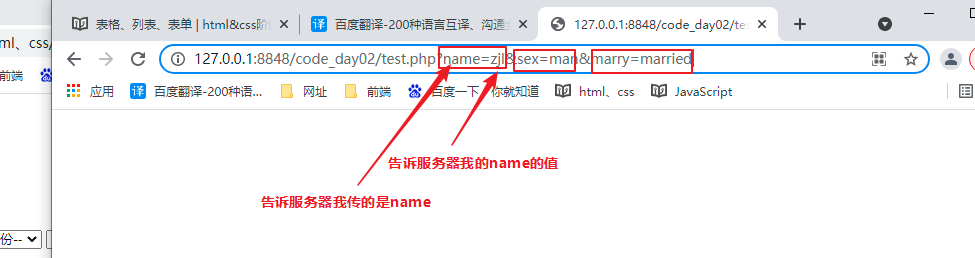 表格、列表、表单 | html&css阶
百度翻译-200种语言互译、沟通
127.0.0.1:8848/code_day02/te
ml、css/
127.0.0.1:8848/code_day02/test.php?name=zjl&sex=man&marry=married
应用
百度翻译-200种语...
网址
前端
百度一下，你就知道
html、css
JavaScript
前端
告诉服务器我的name的值
告诉服务器我传的是name
份--